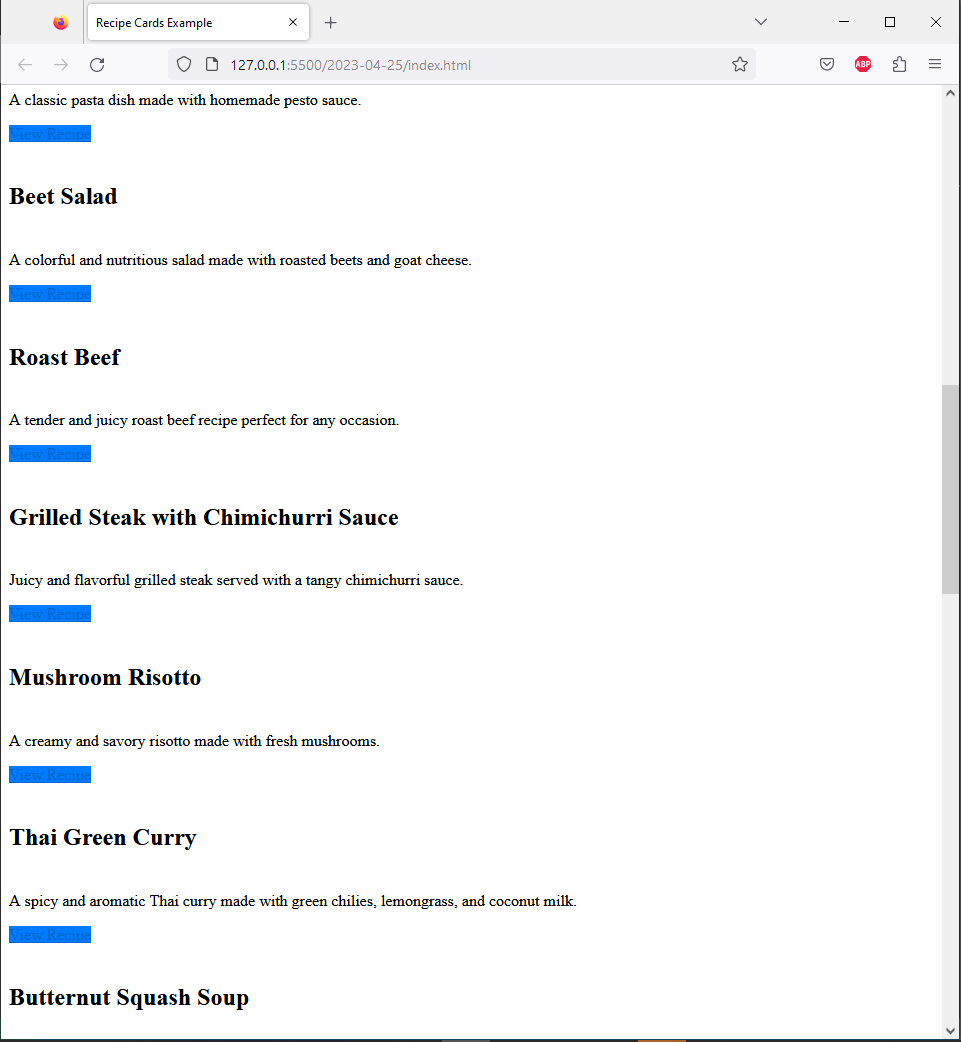 Recipe Cards Example
127.0.0.1:5500/2023-04-25/index.html
ABP
A classic pasta dish made with homemade pesto sauce.
View Recipe
Beet Salad
A colorful and nutritious salad made with roasted beets and goat cheese.
View Recipe
Roast Beef
A tender and juicy roast beef recipe perfect for any occasion.
View Recipe
Grilled Steak with Chimichurri Sauce
Juicy and flavorful grilled steak served with a tangy chimichurri sauce.
View Recipe
Mushroom Risotto
A creamy and savory risotto made with fresh mushrooms.
View Recipe
Thai Green Curry
A spicy and aromatic Thai curry made with green chilies, lemongrass, and coconut milk.
View Recipe
Butternut Squash Soup